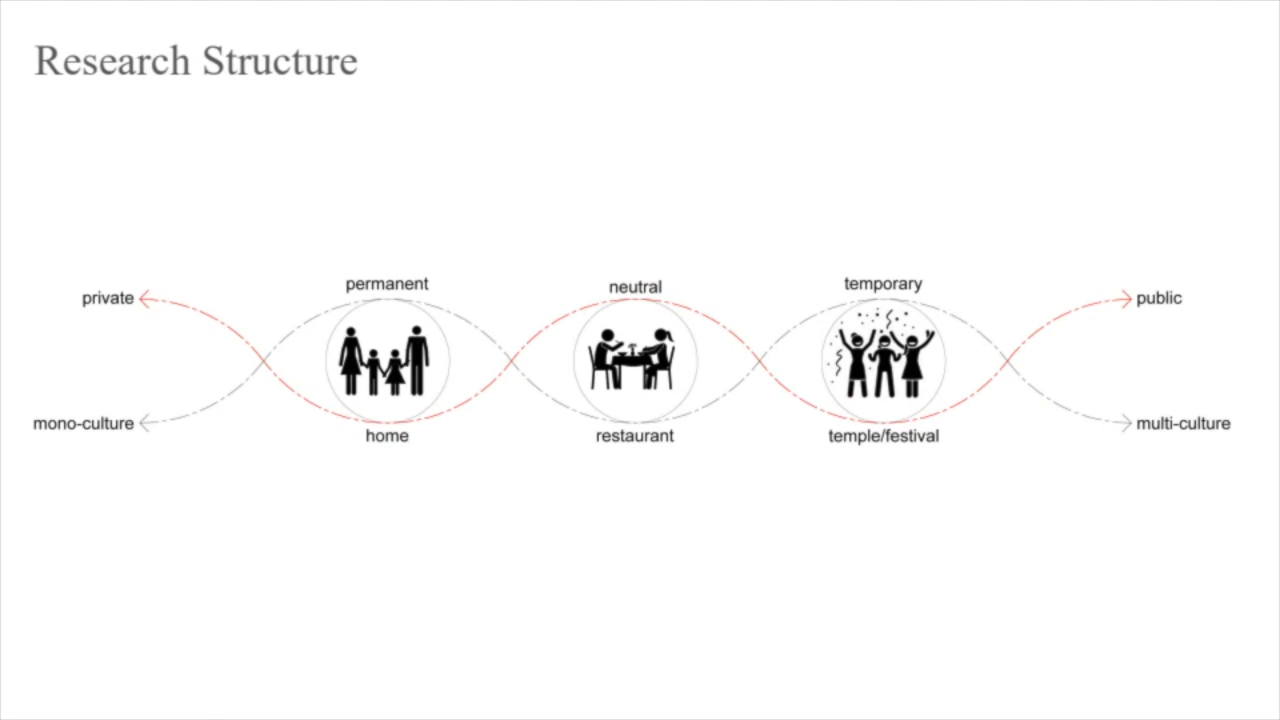 Research Structure
permanent
neutral
temporary
private
public
mono-culture
multi-culture
home
restaurant
temple/festival